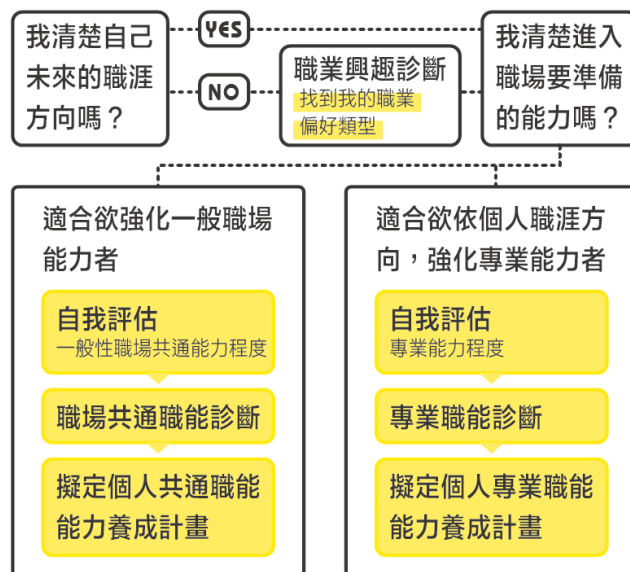 我清楚自己
未來的職涯
方向嗎？
YES
NO
職業興趣診斷
找到我的職業
偏好類型
我清楚進入
職場要準備
的能力嗎？
適合欲強化一般職場
能力者
自我評估
一般性職場共通能力程度
職場共通職能診斷
擬定個人共通職能
能力養成計畫
適合欲依個人職涯方
向，強化專業能力者
自我評估
專業能力程度
專業職能診斷
擬定個人專業職能
能力養成計畫